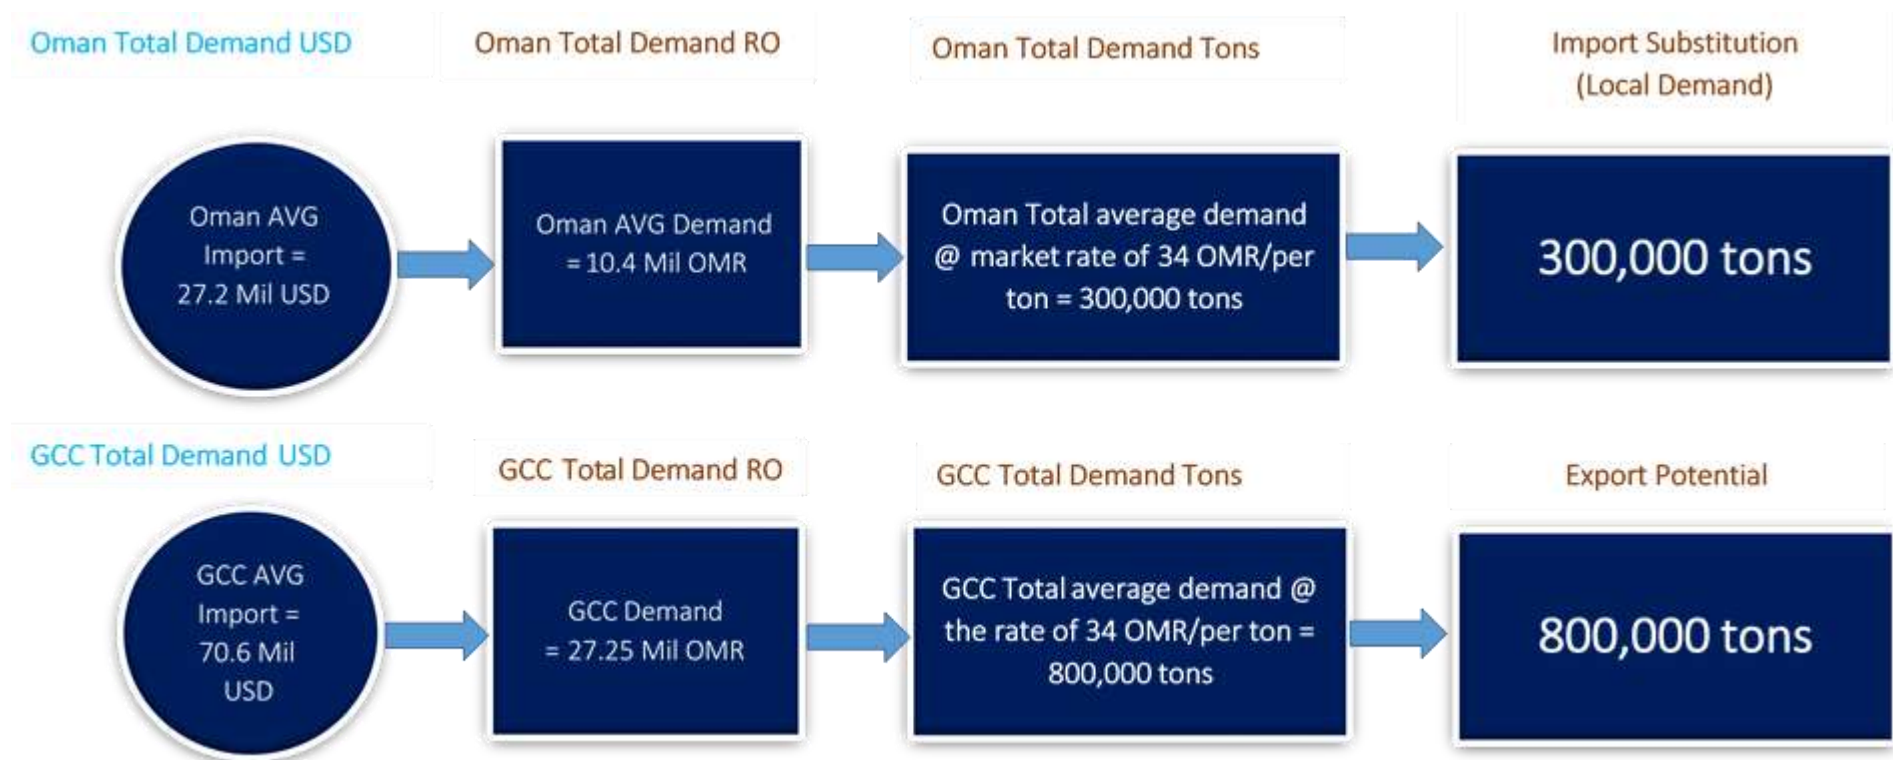 Oman Total Demand USD
Oman Total Demand RO
Oman Total Demand Tons
Import Substitution
(Local Demand)
Oman AVG
Import =
27.2 Mil USD
Oman AVG Demand
= 10.4 Mil OMR
Oman Total average demand
@ market rate of 34 OMR/per
ton = 300,000 tons
300,000 tons
GCC Total Demand USD
GCC Total Demand RO
GCC Total Demand Tons
Export Potential
GCC AVG
Import =
70.6 Mil
USD
GCC Demand
= 27.25 Mil OMR
GCC Total average demand @
the rate of 34 OMR/per ton =
800,000 tons
800,000 tons